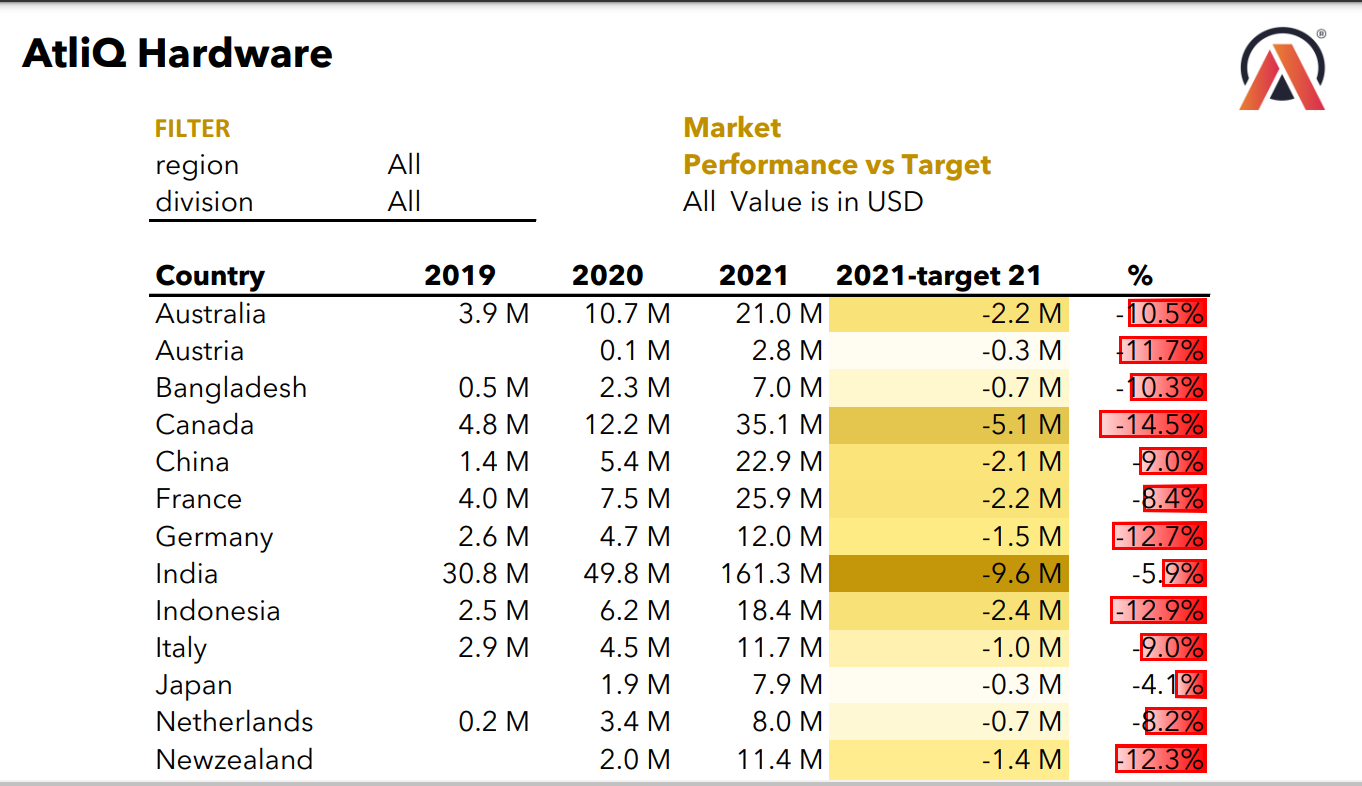 AtliQ Hardware
®
FILTER Market
region All Performance vs Target
division All All Value is in USD
Country 2019 2020 2021 2021-target 21 %
Australia 3.9 M 10.7 M 21.0 M -2.2 M -10.5%
Austria 0.1 M 2.8 M -0.3 M -11.7%
Bangladesh 0.5 M 2.3 M 7.0 M -0.7 M -10.3%
Canada 4.8 M 12.2 M 35.1 M -5.1 M -14.5%
China 1.4 M 5.4 M 22.9 M -2.1 M -9.0%
France 4.0 M 7.5 M 25.9 M -2.2 M -8.4%
Germany 2.6 M 4.7 M 12.0 M -1.5 M -12.7%
India 30.8 M 49.8 M 161.3 M -9.6 M -5.9%
Indonesia 2.5 M 6.2 M 18.4 M -2.4 M -12.9%
Italy 2.9 M 4.5 M 11.7 M -1.0 M -9.0%
Japan 1.9 M 7.9 M -0.3 M -4.1%
Netherlands 0.2 M 3.4 M 8.0 M -0.7 M -8.2%
Newzealand 2.0 M 11.4 M -1.4 M -12.3%